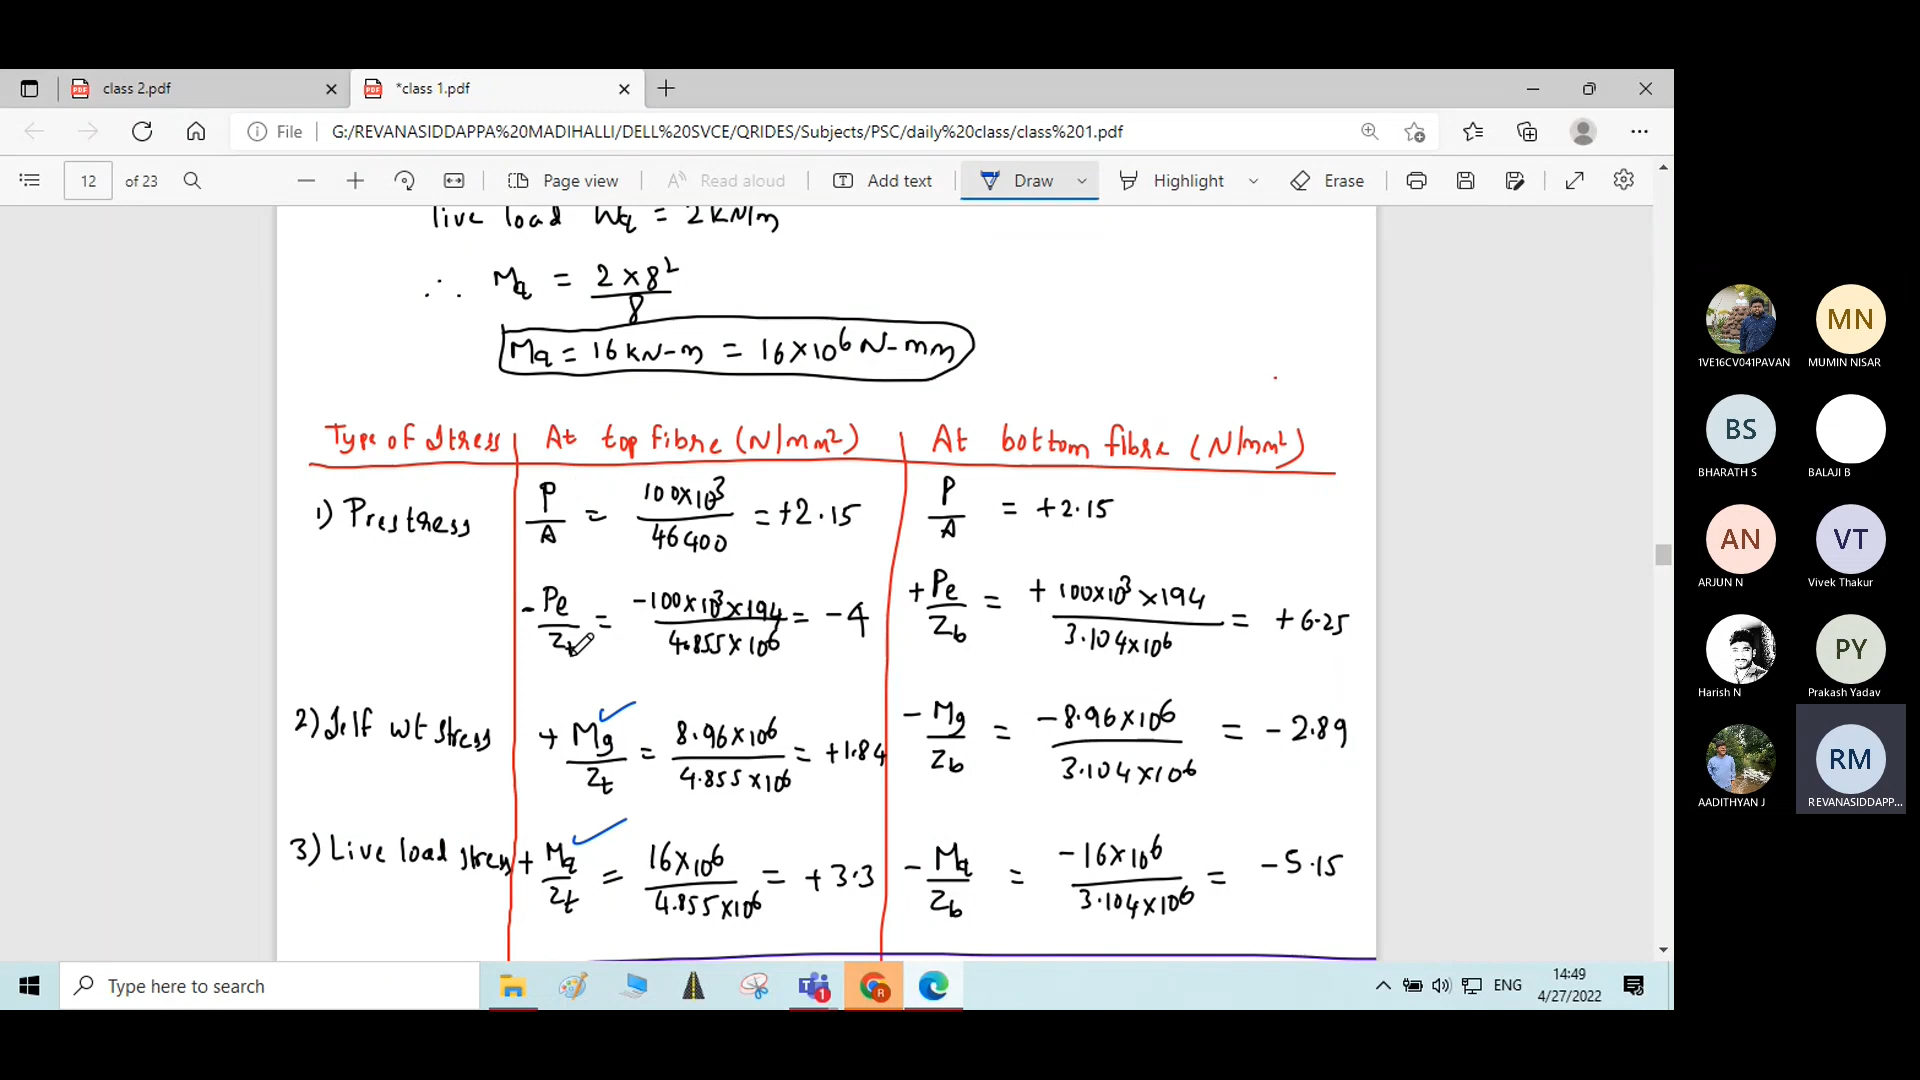 class 2.pdf
*class 1.pdf
File
G:/REVANASIDDAPPA%20MADIHALLI/DELL%20SVCE/QRIDES/Subjects/PSC/daily%20class/class%201.pdf
12 of 23
Page view
Read aloud
Add text
Draw
Highlight
Erase
live load Wq = 2 kN/m
∴ Mq = 2 × 8² / 8
Mq = 16 kN-m = 16×10⁶ N-mm
Type of Stress | At top fibre (N/mm²) | At bottom fibre (N/mm²)
1) Prestress P/A = 100×10³ / 46400 = +2.15 P/A = +2.15
-Pe/Zt = -100×10³×194 / 4.855×10⁶ = -4 +Pe/Zb = +100×10³×194 / 3.104×10⁶ = +6.25
2) Self wt stress + Mg/Zt = 8.96×10⁶ / 4.855×10⁶ = +1.84 - Mg/Zb = -8.96×10⁶ / 3.104×10⁶ = -2.89
3) Live load stress + Mq/Zt = 16×10⁶ / 4.855×10⁶ = +3.3 - Mq/Zb = -16×10⁶ / 3.104×10⁶ = -5.15
1VE16CV041PAVAN
MN
MUMIN NISAR
BS
BHARATH S
BALAJI B
AN
ARJUN N
VT
Vivek Thakur
Harish N
PY
Prakash Yadav
AADITHYAN J
RM
REVANASIDDAPP...
Type here to search
1
R
ENG
14:49
4/27/2022